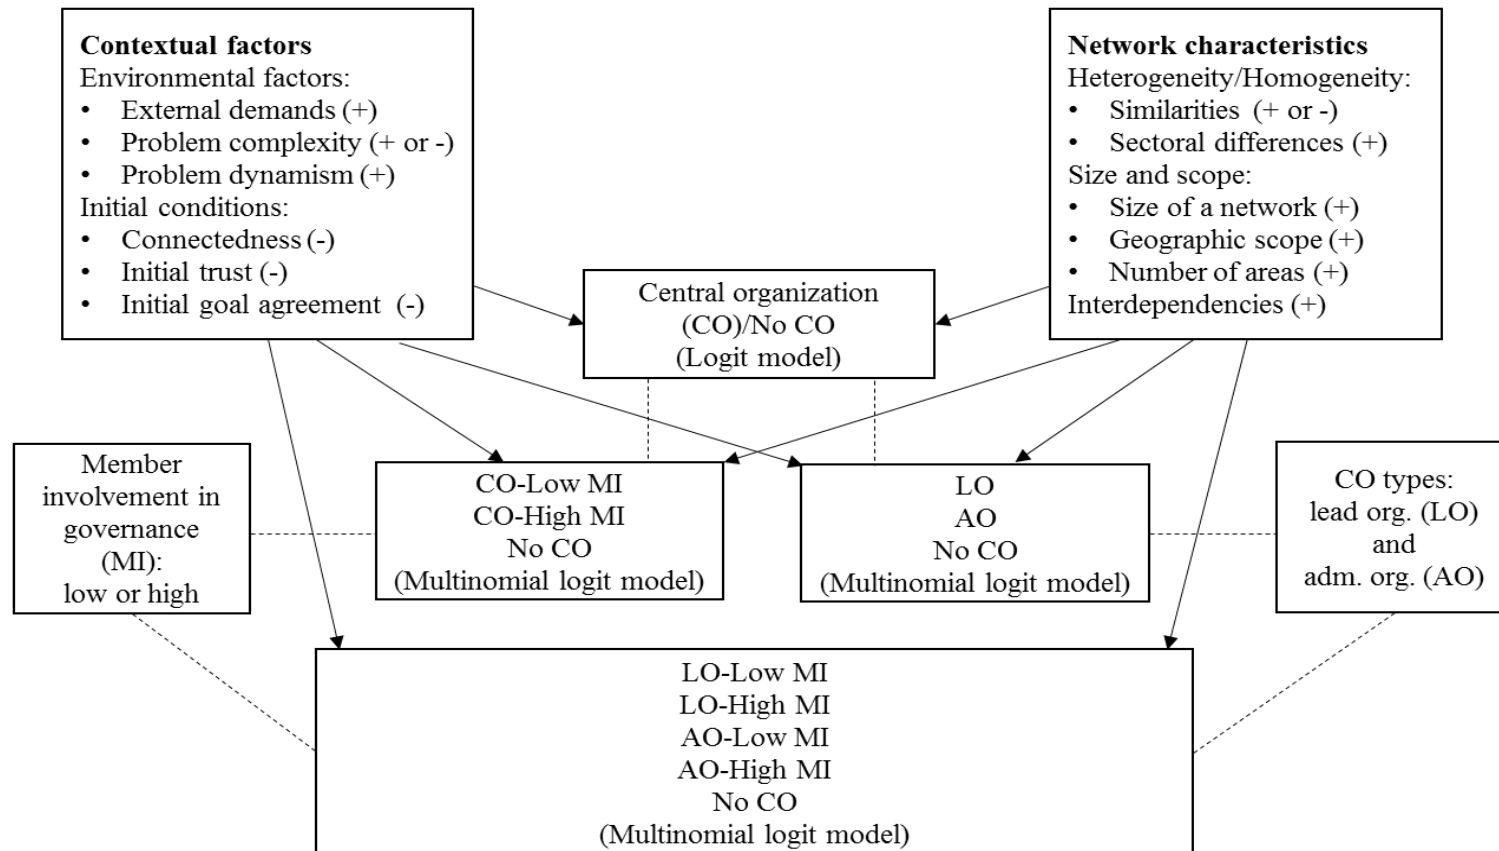 Contextual factors
Environmental factors:
• External demands (+)
• Problem complexity (+ or -)
• Problem dynamism (+)
Initial conditions:
• Connectedness (-)
• Initial trust (-)
• Initial goal agreement (-)
Network characteristics
Heterogeneity/Homogeneity:
• Similarities (+ or -)
• Sectoral differences (+)
Size and scope:
• Size of a network (+)
• Geographic scope (+)
• Number of areas (+)
Interdependencies (+)
Central organization
(CO)/No CO
(Logit model)
Member
involvement in
governance
(MI):
low or high
CO-Low MI
CO-High MI
No CO
(Multinomial logit model)
LO
AO
No CO
(Multinomial logit model)
CO types:
lead org. (LO)
and
adm. org. (AO)
LO-Low MI
LO-High MI
AO-Low MI
AO-High MI
No CO
(Multinomial logit model)